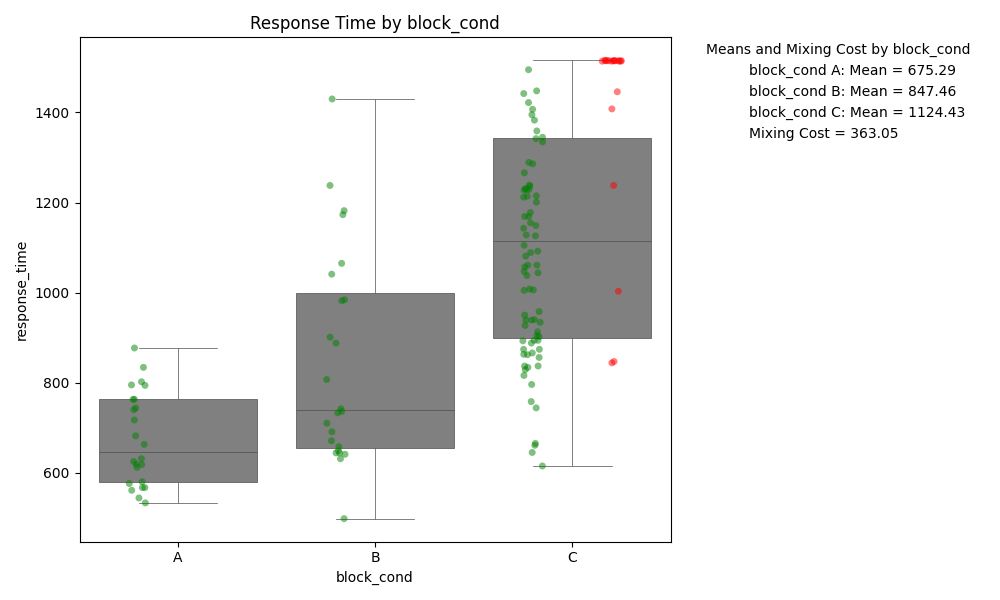 Response Time by block_cond
Means and Mixing Cost by block_cond
block_cond A: Mean = 675.29
block_cond B: Mean = 847.46
block_cond C: Mean = 1124.43
Mixing Cost = 363.05
response_time
1400
1200
1000
800
600
A B C
block_cond